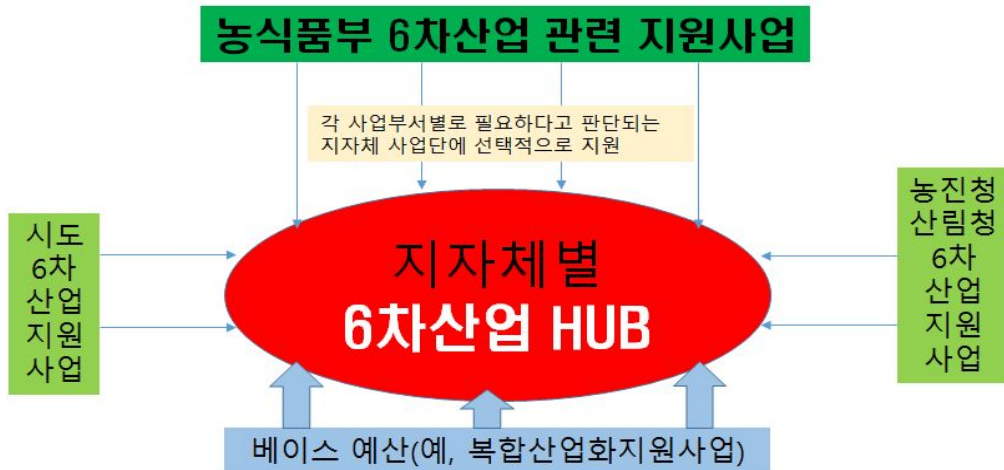 농식품부 6차산업 관련 지원사업
각 사업부서별로 필요하다고 판단되는
지자체 사업단에 선택적으로 지원
시도
6차
산업
지원
사업
지자체별
6차산업 HUB
농진청
산림청
6차
산업
지원
사업
베이스 예산(예, 복합산업화지원사업)